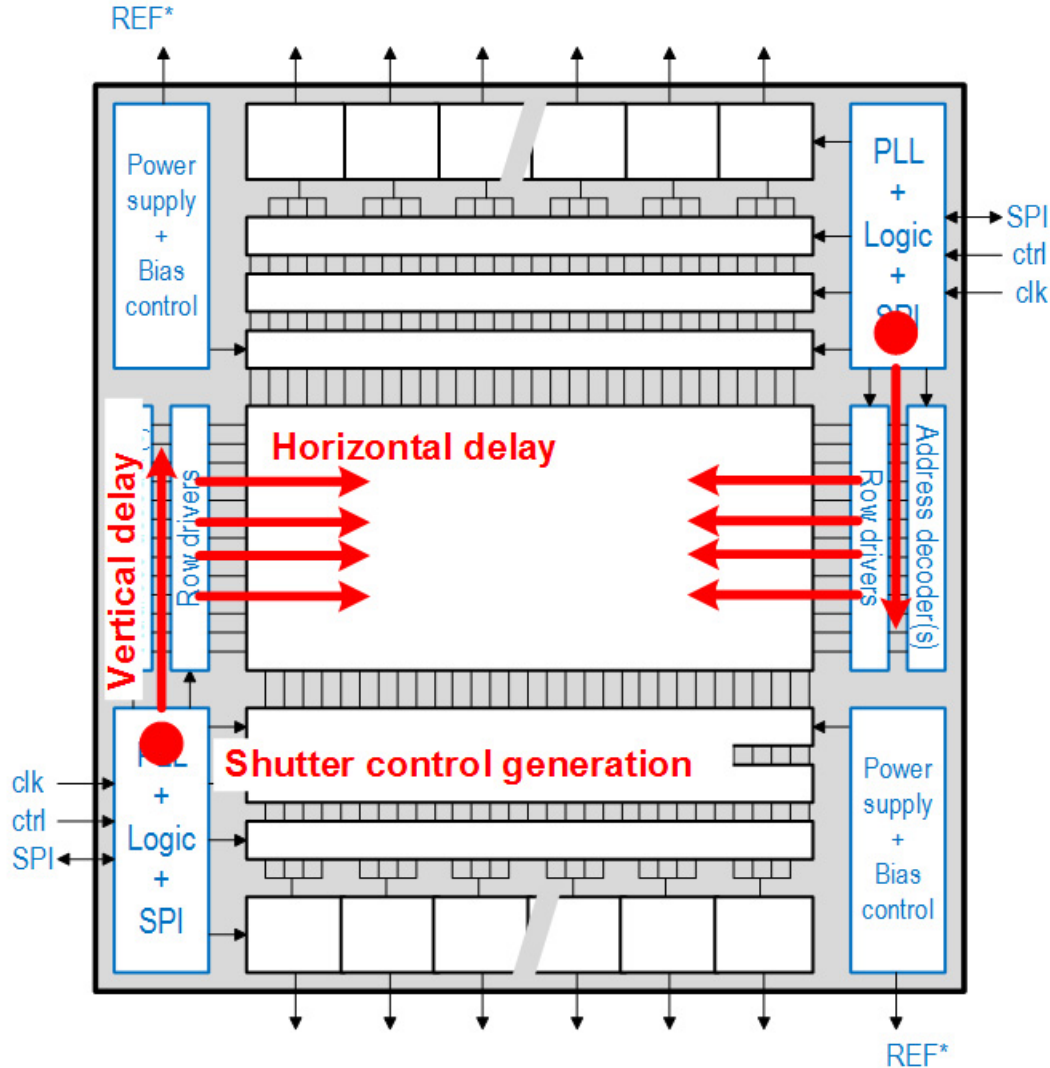 REF*
Power
supply
+
Bias
control
PLL
+
Logic
+
SPI
SPI
ctrl
clk
Horizontal delay
Vertical delay
Row drivers
Row drivers
Address decoder(s)
Shutter control generation
clk
ctrl
SPI
PLL
+
Logic
+
SPI
Power
supply
+
Bias
control
REF*